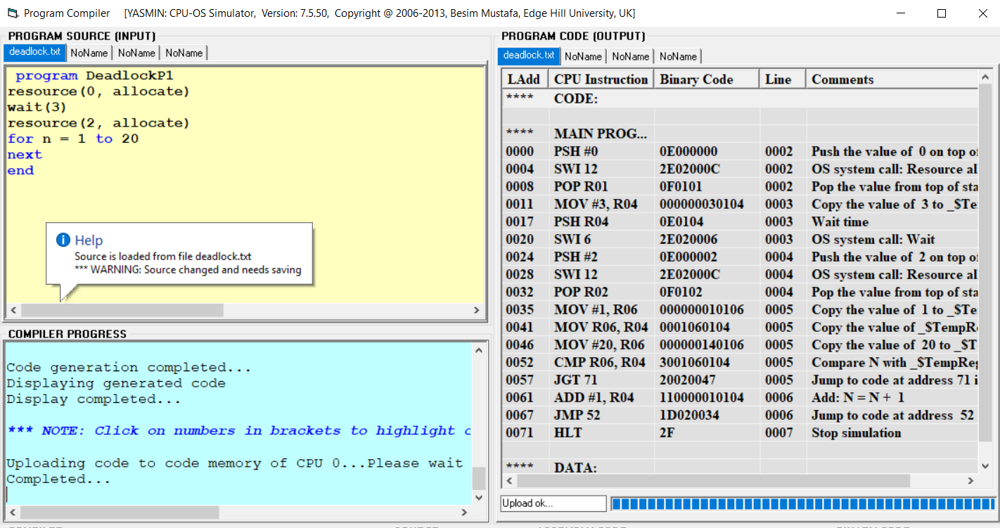 Program Compiler [YASMIN: CPU-OS Simulator, Version: 7.5.50, Copyright @ 2006-2013, Besim Mustafa, Edge Hill University, UK]
PROGRAM SOURCE (INPUT)
deadlock.txt NoName NoName NoName
program DeadlockP1
resource(0, allocate)
wait(3)
resource(2, allocate)
for n = 1 to 20
next
end
Help
Source is loaded from file deadlock.txt
*** WARNING: Source changed and needs saving
COMPILER PROGRESS
Code generation completed...
Displaying generated code
Display completed...
*** NOTE: Click on numbers in brackets to highlight
Uploading code to code memory of CPU 0...Please wait
Completed...
PROGRAM CODE (OUTPUT)
deadlock.txt NoName NoName NoName
LAdd CPU Instruction Binary Code Line Comments
**** CODE:
**** MAIN PROG...
0000 PSH #0 0E000000 0002 Push the value of 0 on top of
0004 SWI 12 2E02000C 0002 OS system call: Resource al
0008 POP R01 0F0101 0002 Pop the value from top of sta
0011 MOV #3, R04 000000030104 0003 Copy the value of 3 to _$Te
0017 PSH R04 0E0104 0003 Wait time
0020 SWI 6 2E020006 0003 OS system call: Wait
0024 PSH #2 0E000002 0004 Push the value of 2 on top of
0028 SWI 12 2E02000C 0004 OS system call: Resource al
0032 POP R02 0F0102 0004 Pop the value from top of sta
0035 MOV #1, R06 000000010106 0005 Copy the value of 1 to _$Te
0041 MOV R06, R04 0001060104 0005 Copy the value of _$TempRe
0046 MOV #20, R06 000000140106 0005 Copy the value of 20 to _$T
0052 CMP R06, R04 3001060104 0005 Compare N with _$TempReg
0057 JGT 71 20020047 0005 Jump to code at address 71 i
0061 ADD #1, R04 110000010104 0006 Add: N = N + 1
0067 JMP 52 1D020034 0006 Jump to code at address 52
0071 HLT 2F 0007 Stop simulation
**** DATA:
Upload ok...